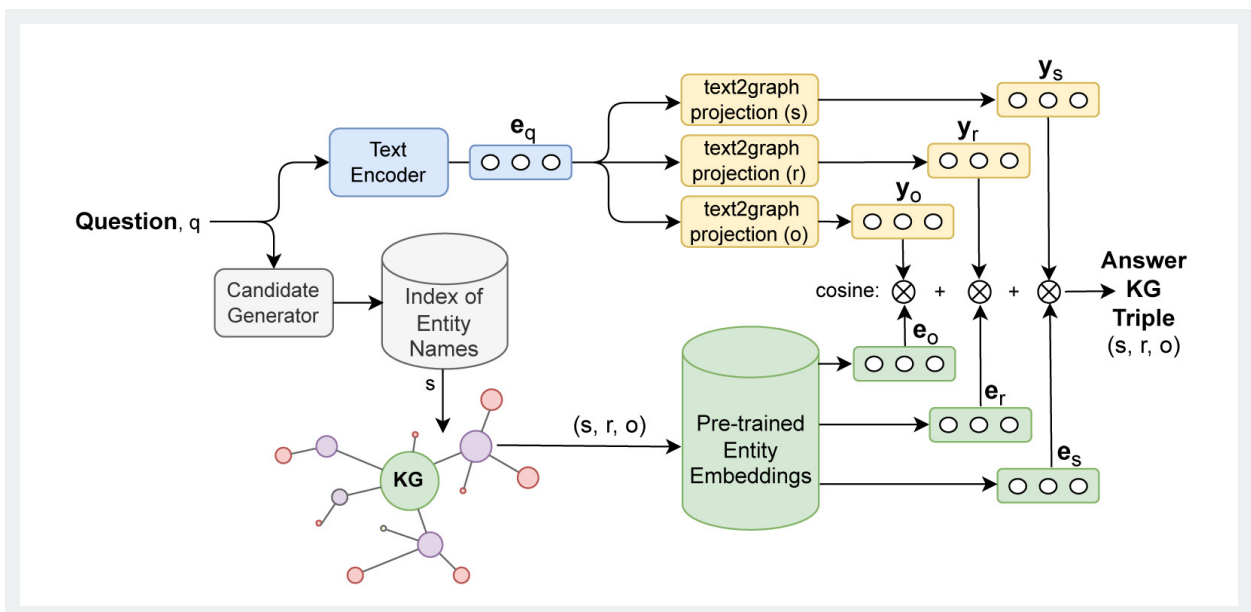 Question, q
Text
Encoder
e_q
text2graph
projection (s)
text2graph
projection (r)
text2graph
projection (o)
y_s
y_r
y_o
Candidate
Generator
Index of
Entity
Names
s
KG
(s, r, o)
Pre-trained
Entity
Embeddings
e_o
e_r
e_s
cosine:
+
+
Answer
KG
Triple
(s, r, o)